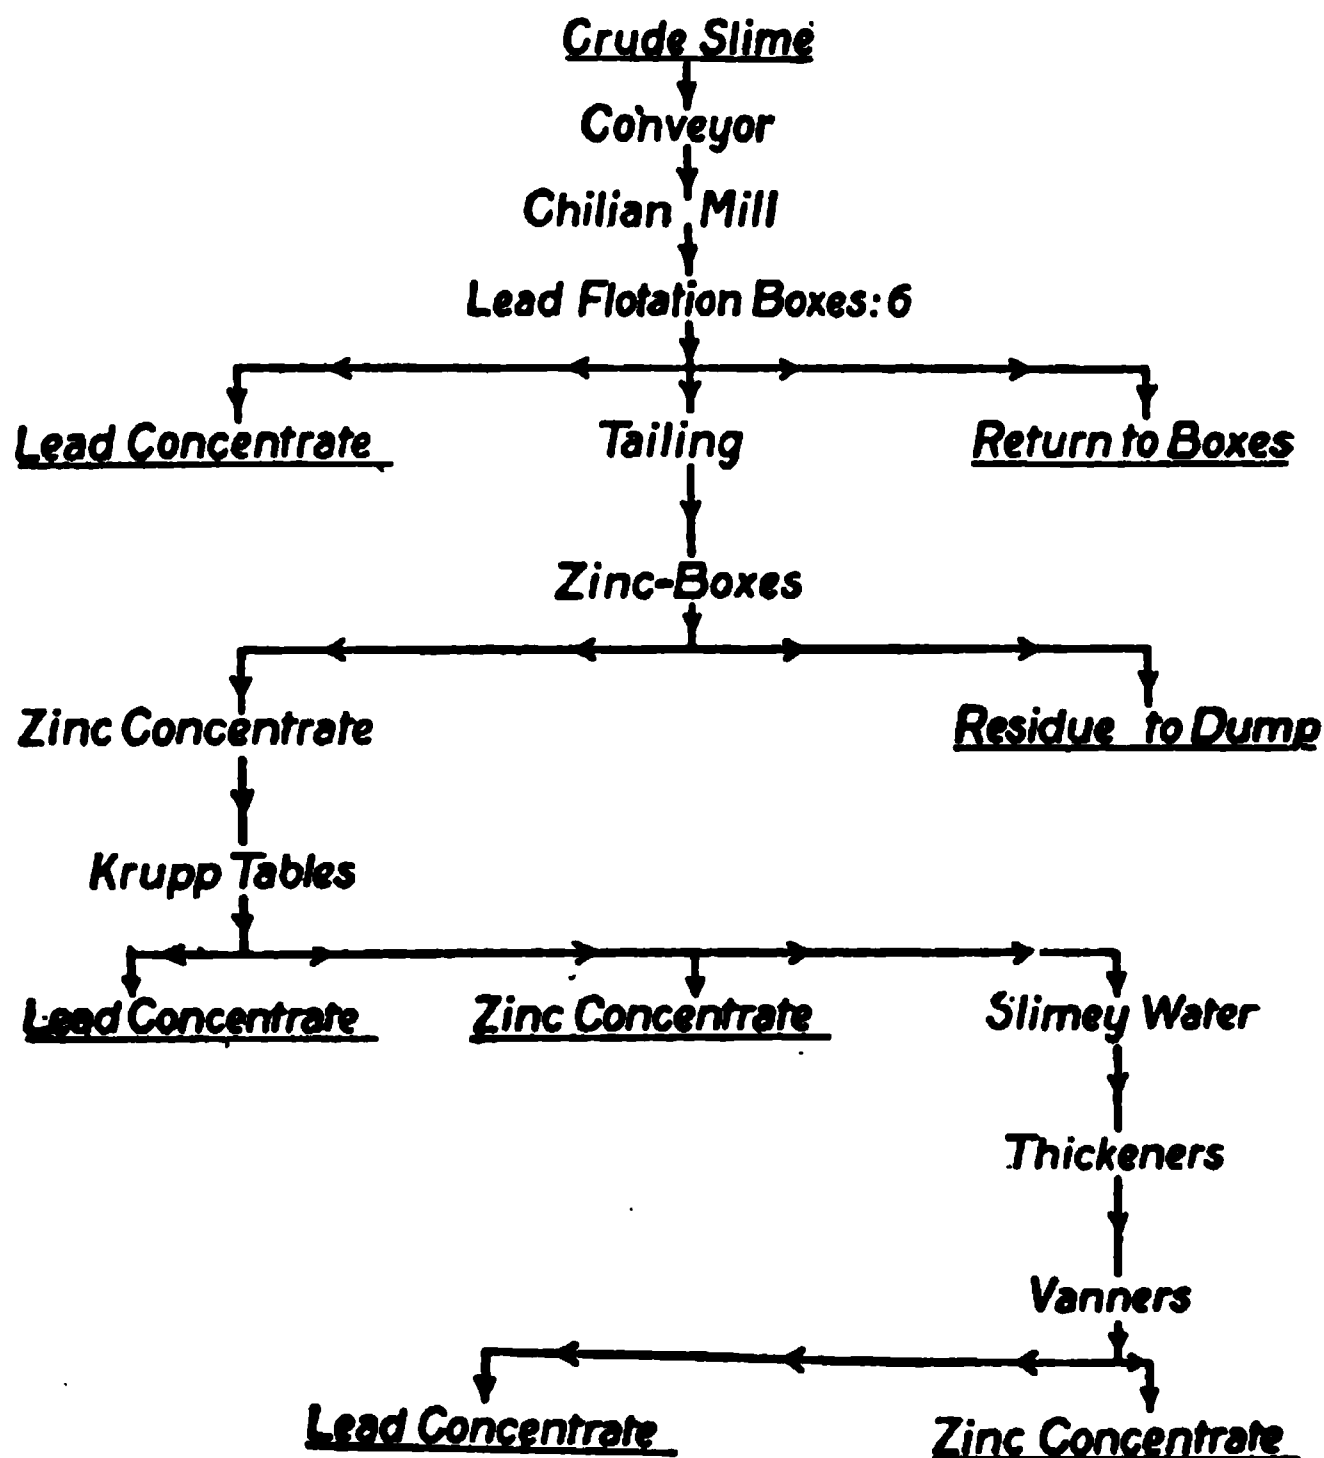 Crude Slime
Conveyor
Chilian Mill
Lead Flotation Boxes: 6
Lead Concentrate
Tailing
Return to Boxes
Zinc-Boxes
Zinc Concentrate
Residue to Dump
Krupp Tables
Lead Concentrate
Zinc Concentrate
Slimey Water
Thickeners
Vanners
Lead Concentrate
Zinc Concentrate